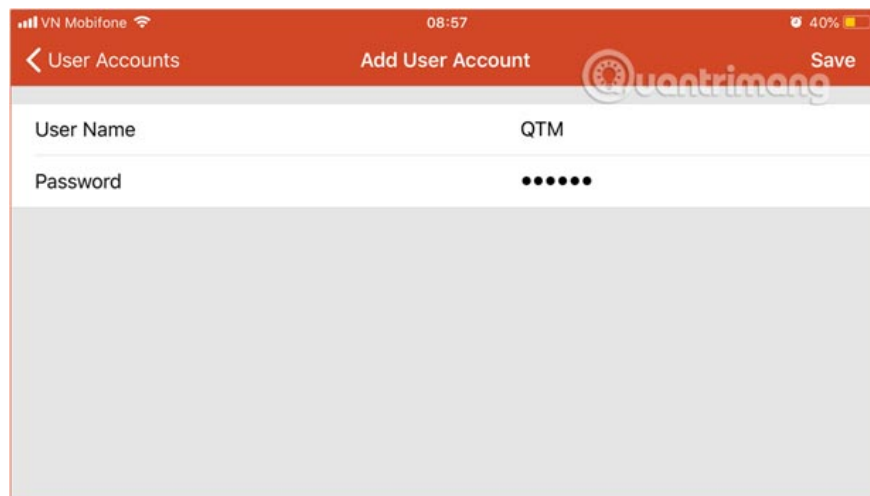 VN Mobifone 08:57 40%
User Accounts Add User Account Save
Quantrimang
User Name QTM
Password ••••••